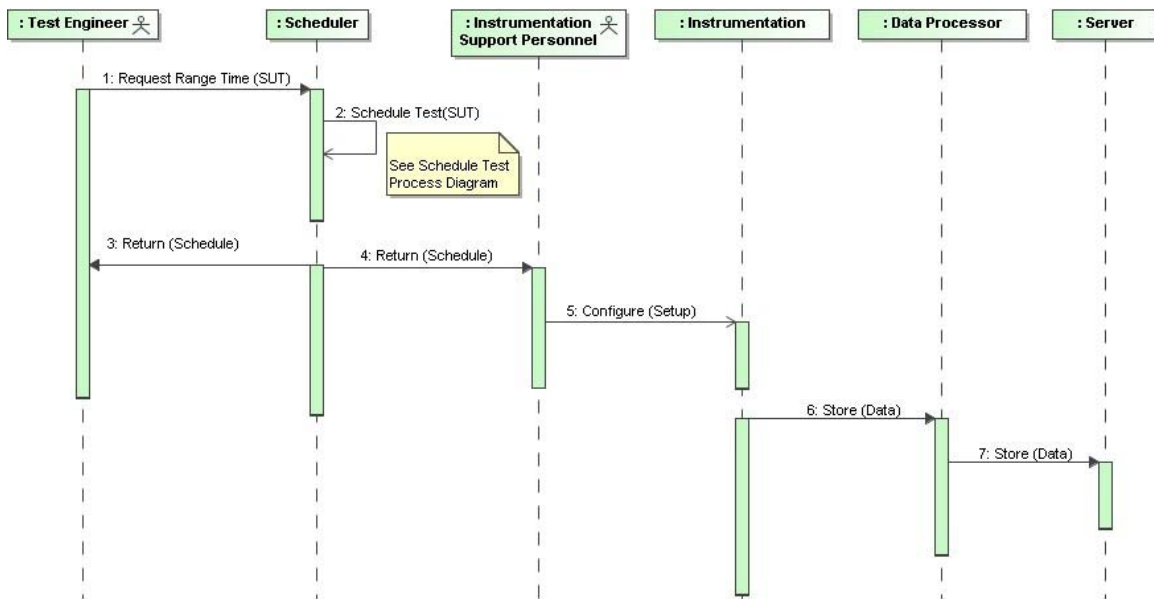 : Test Engineer
: Scheduler
: Instrumentation
Support Personnel
: Instrumentation
: Data Processor
: Server
1: Request Range Time (SUT)
2: Schedule Test(SUT)
See Schedule Test
Process Diagram
3: Return (Schedule)
4: Return (Schedule)
5: Configure (Setup)
6: Store (Data)
7: Store (Data)